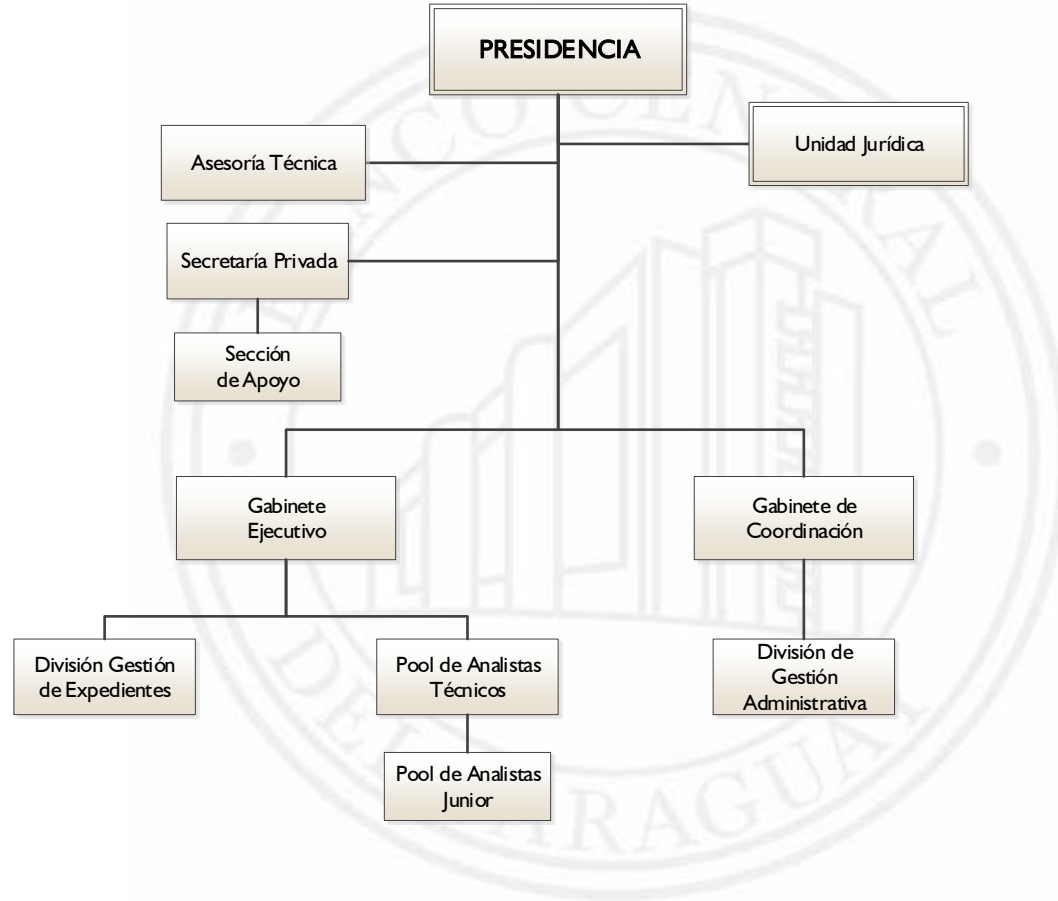 PRESIDENCIA
Unidad Jurídica
Asesoría Técnica
Secretaría Privada
Sección
de Apoyo
Gabinete
Ejecutivo
Gabinete de
Coordinación
División Gestión
de Expedientes
Pool de Analistas
Técnicos
División de
Gestión
Administrativa
Pool de Analistas
Junior